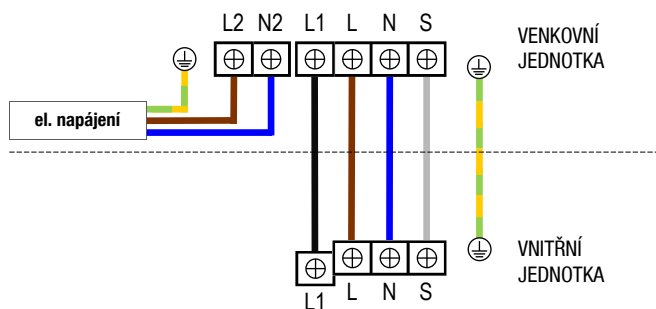 L2 N2 L1 L N S
VENKOVNÍ
JEDNOTKA
el. napájení
VNITŘNÍ
JEDNOTKA
L1 L N S